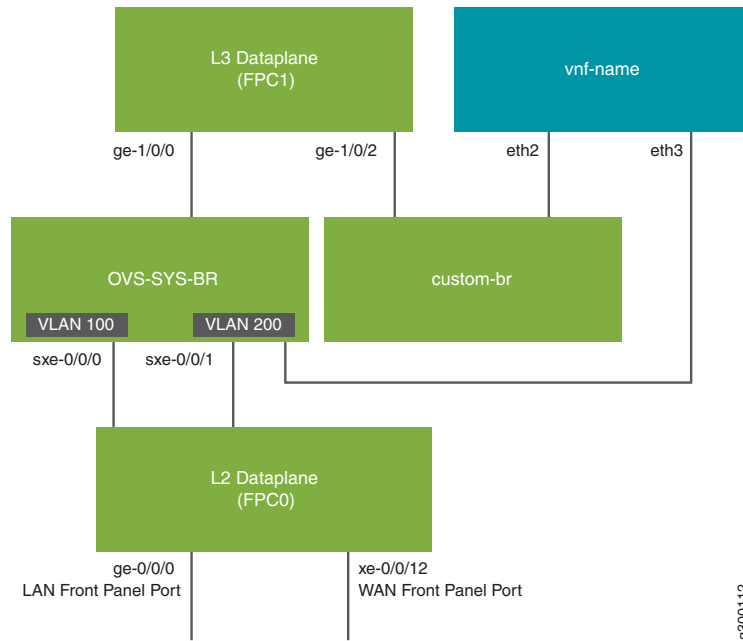 L3 Dataplane
(FPC1)
vnf-name
ge-1/0/0
ge-1/0/2
eth2
eth3
OVS-SYS-BR
custom-br
VLAN 100
VLAN 200
sxe-0/0/0
sxe-0/0/1
L2 Dataplane
(FPC0)
ge-0/0/0
LAN Front Panel Port
xe-0/0/12
WAN Front Panel Port
g300113